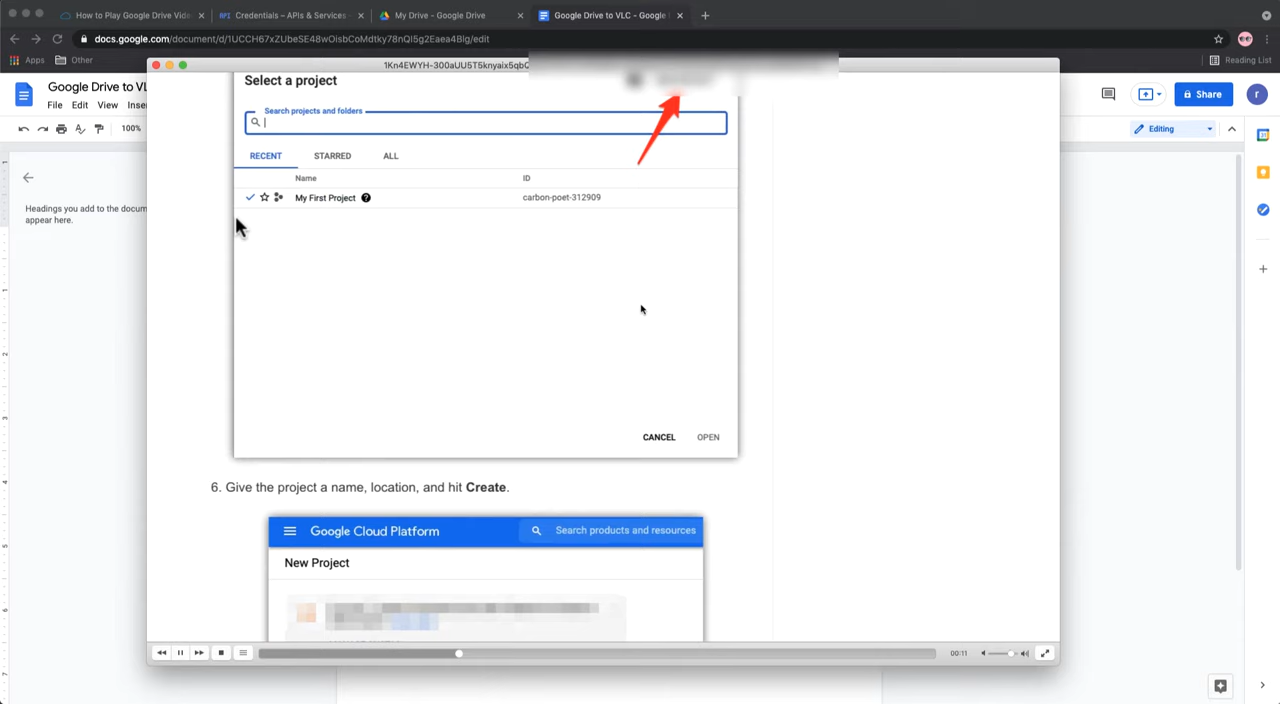 How to Play Google Drive Vide
API Credentials – APIs & Services -
My Drive - Google Drive
Google Drive to VLC - Google
docs.google.com/document/d/1UCCH67xZUbeSE48wOisbCoMdtky78nQI5g2Eaea4Blg/edit
Apps
Other
Reading List
1Kn4EWYH-300aUU5T5knyaix5qbQ
Google Drive to VL
File Edit View Inser
Share
r
100%
Editing
Headings you add to the docum
appear here.
Select a project
Search projects and folders
RECENT STARRED ALL
Name ID
My First Project carbon-poet-312909
CANCEL OPEN
6. Give the project a name, location, and hit Create.
Google Cloud Platform
Search products and resources
New Project
00:11